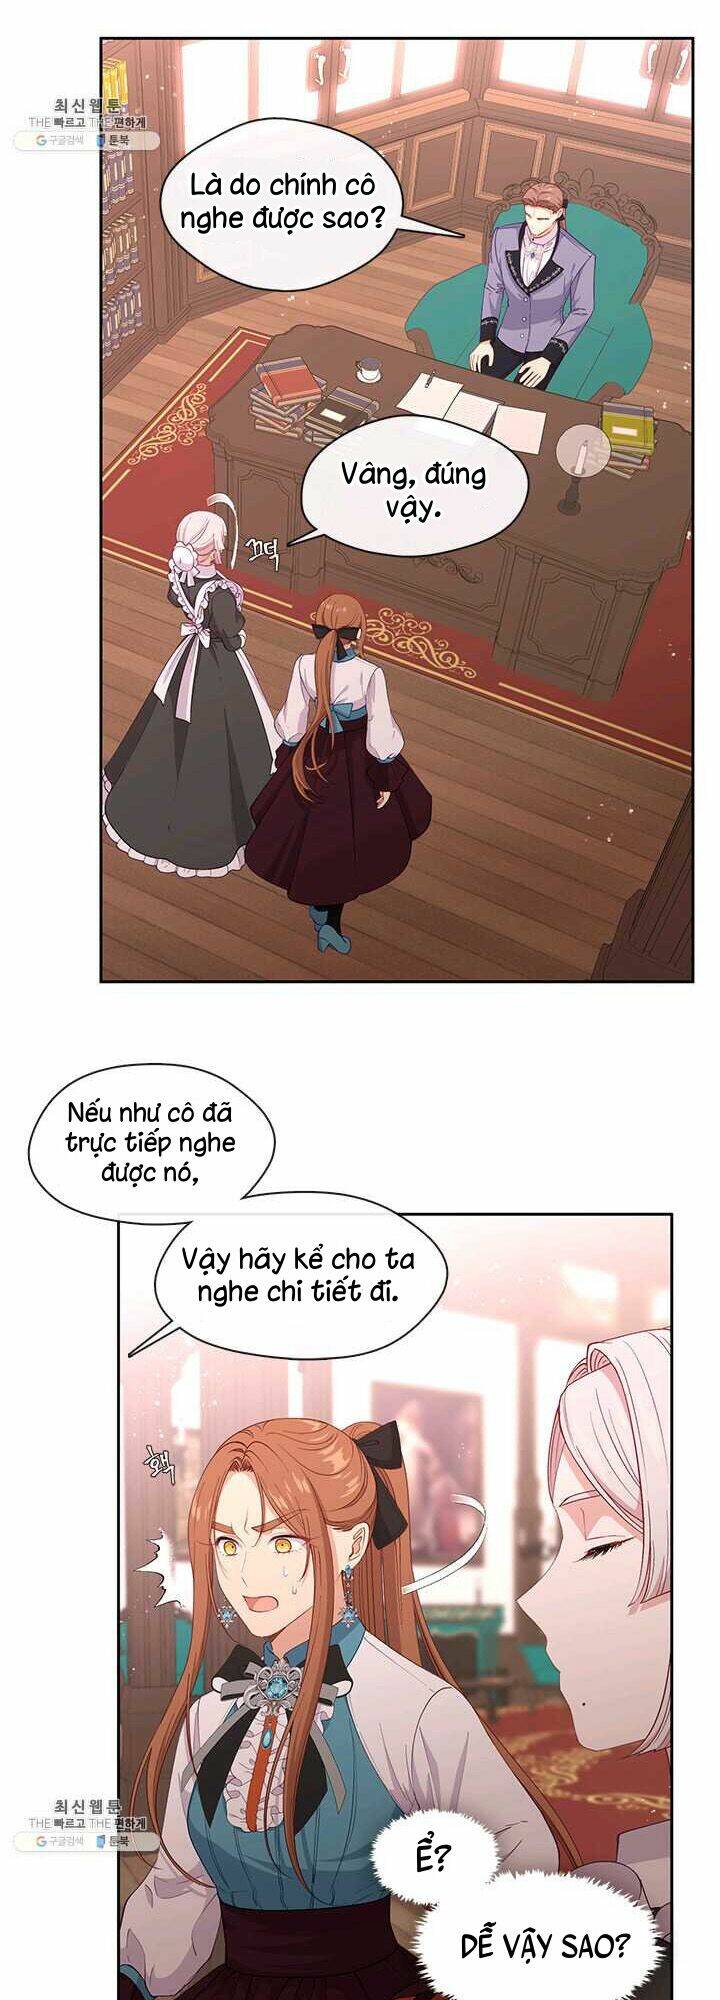 최신웹툰
THE 빠르고 THE 편하게
구글검색 툰북
Là do chính cô
nghe được sao?
Vâng, đúng
vậy.
끄덕
Nếu như cô đã
trực tiếp nghe
được nó,
Vậy hãy kể cho ta
nghe chi tiết đi.
홱
최신웹툰
THE 빠르고 THE 편하게
구글검색 툰북
Ể?
DỄ VẬY SAO?